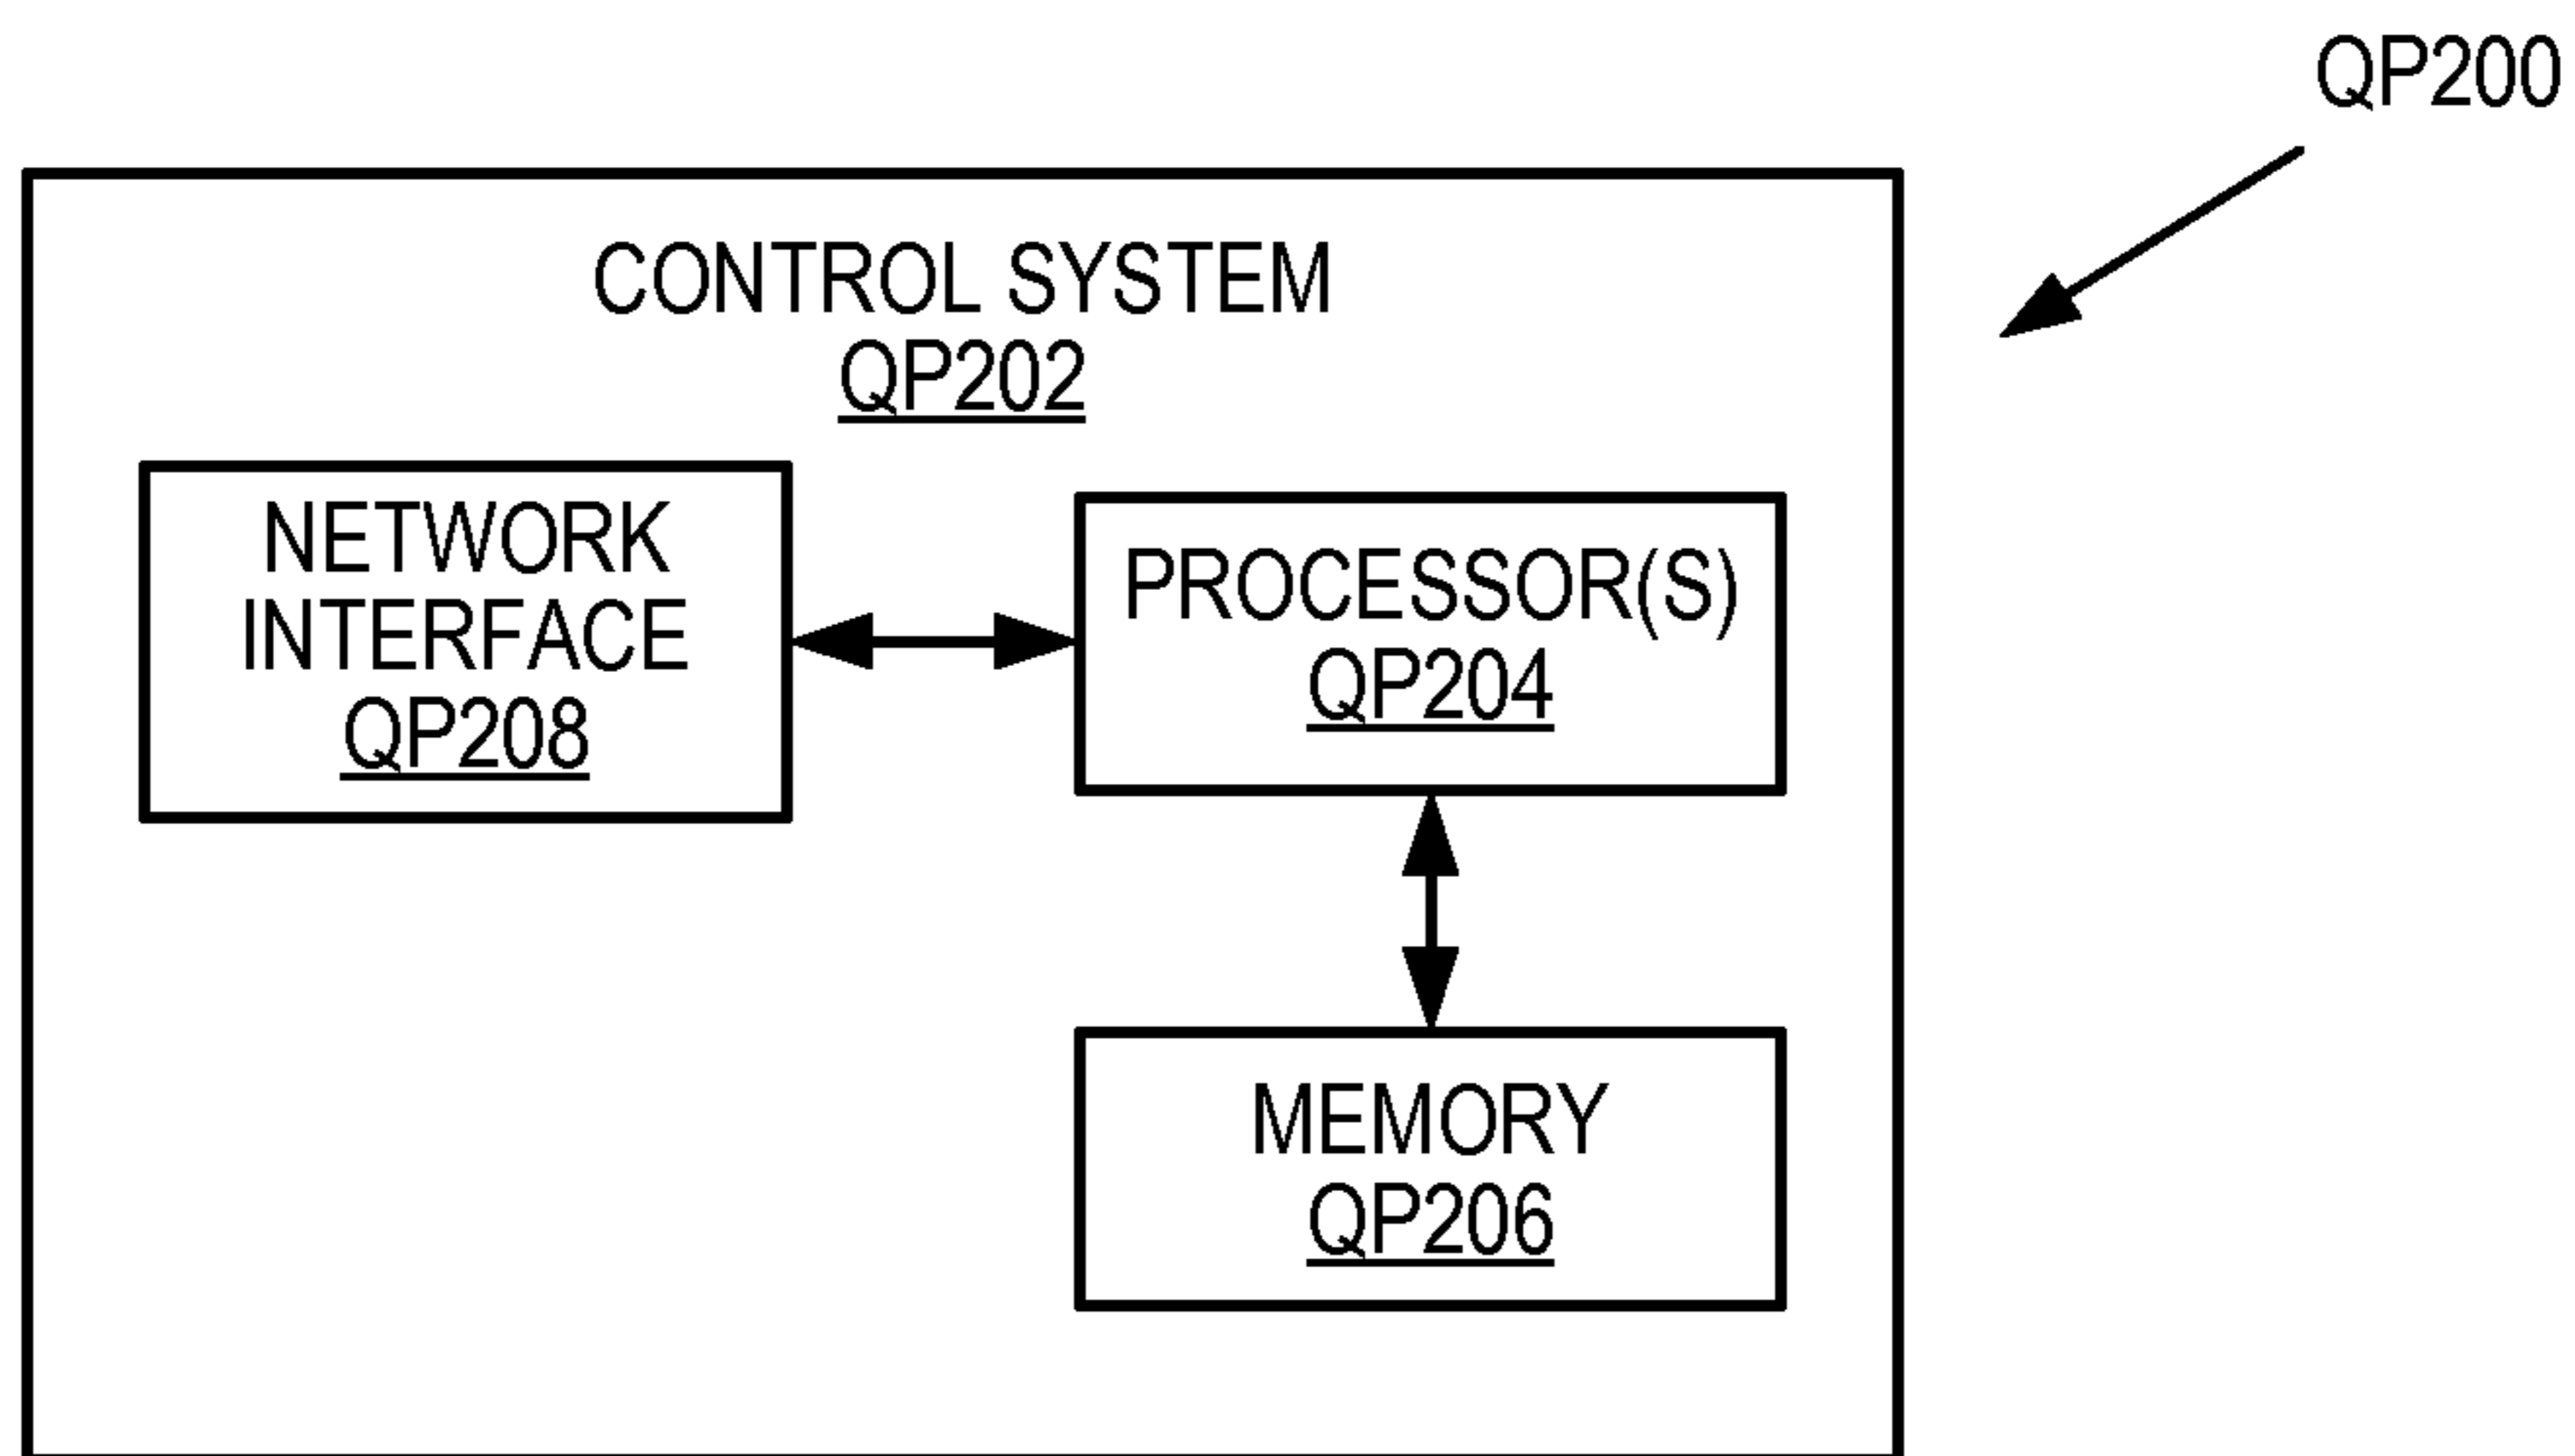 QP200
CONTROL SYSTEM
QP202
NETWORK
INTERFACE
QP208
PROCESSOR(S)
QP204
MEMORY
QP206